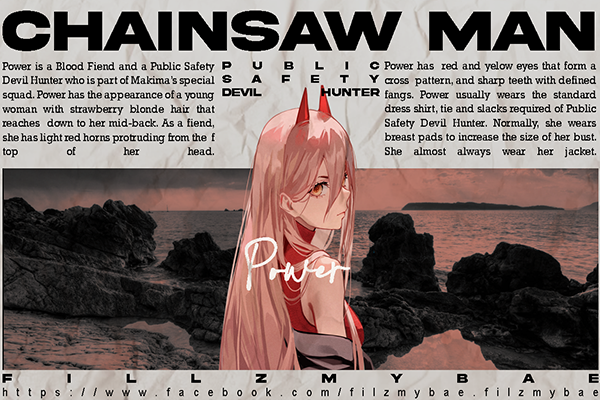 CHAINSAW MAN
Power is a Blood Fiend and a Public Safety
Devil Hunter who is part of Makima's special
squad. Power has the appearance of a young
woman with strawberry blonde hair that
reaches down to her mid-back. As a fiend,
she has light red horns protruding from the f
top of her head.
PUBLIC
SAFETY
DEVIL HUNTER
Power has red and yelow eyes that form a
cross pattern, and sharp teeth with defined
fangs. Power usually wears the standard
dress shirt, tie and slacks required of Public
Safety Devil Hunter. Normally, she wears
breast pads to increase the size of her bust.
She almost always wear her jacket.
Power
FILZMYBAE
https://www.facebook.com/filzmybae.filzmybae